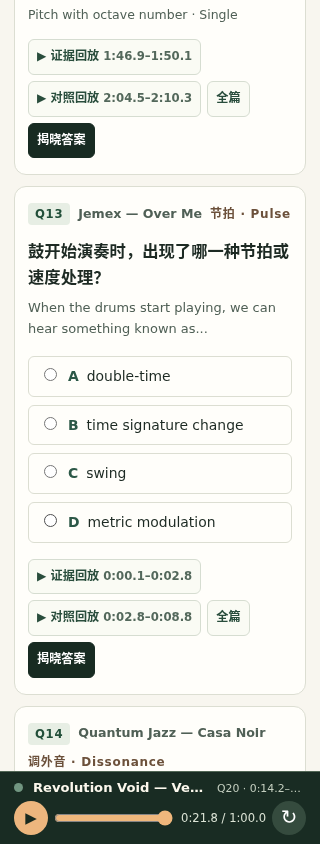 Pitch with octave number · Single
▶ 证据回放 1:46.9–1:50.1
▶ 对照回放 2:04.5–2:10.3 全篇
揭晓答案
Q13 Jemex — Over Me 节拍 · Pulse
鼓开始演奏时，出现了哪一种节拍或
速度处理？
When the drums start playing, we can
hear something known as…
A double-time
B time signature change
C swing
D metric modulation
▶ 证据回放 0:00.1–0:02.8
▶ 对照回放 0:02.8–0:08.8 全篇
揭晓答案
Q14 Quantum Jazz — Casa Noir
调外音 · Dissonance
Revolution Void — Ve… Q20 · 0:14.2–…
▶ 0:21.8 / 1:00.0 ↻